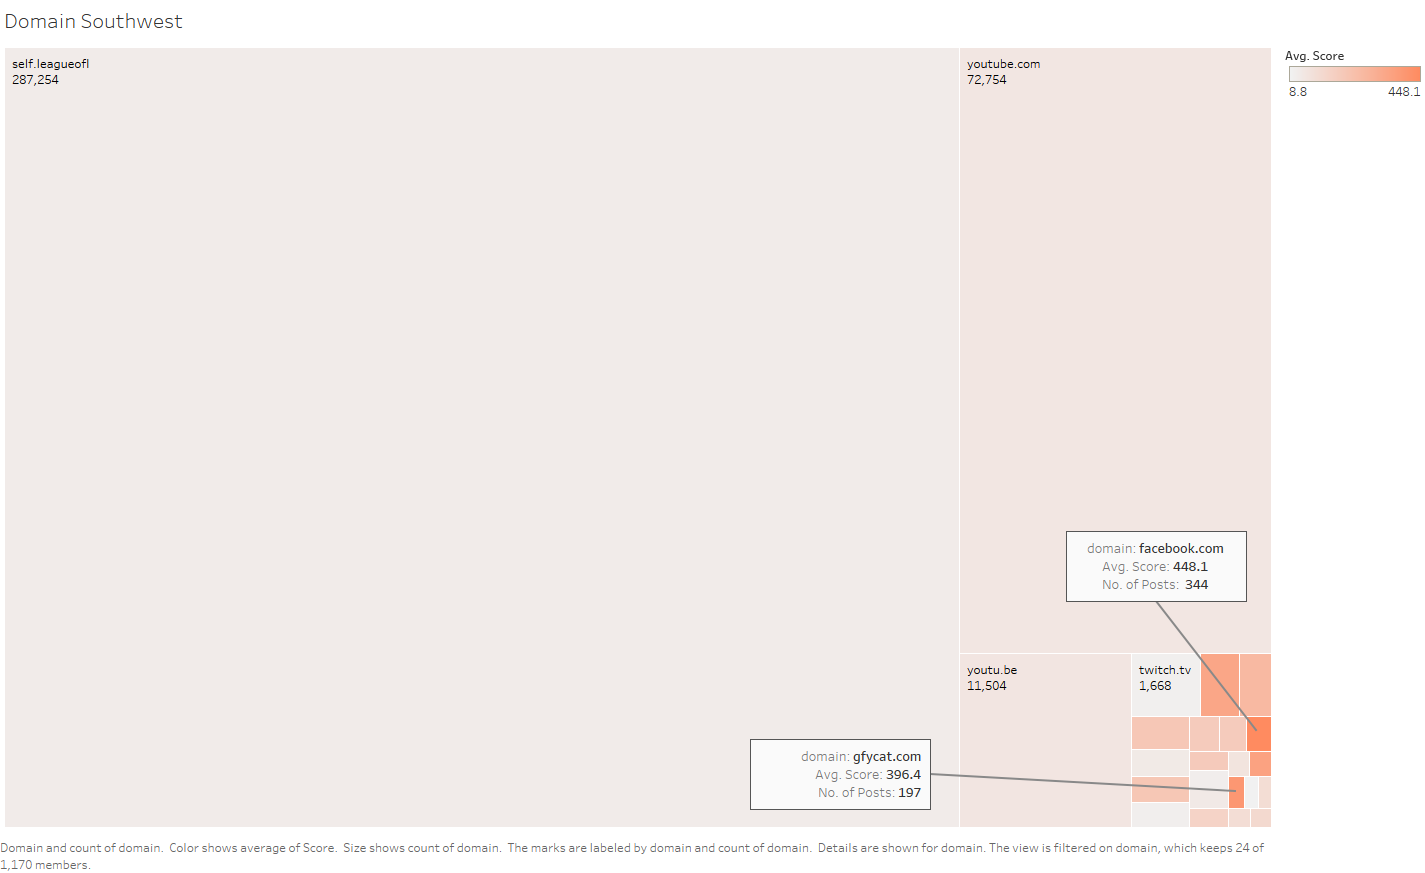 Domain Southwest
self.leagueofl
287,254
youtube.com
72,754
Avg. Score
8.8
448.1
domain: facebook.com
Avg. Score: 448.1
No. of Posts: 344
youtu.be
11,504
twitch.tv
1,668
domain: gfycat.com
Avg. Score: 396.4
No. of Posts: 197
Domain and count of domain. Color shows average of Score. Size shows count of domain. The marks are labeled by domain and count of domain. Details are shown for domain. The view is filtered on domain, which keeps 24 of
1,170 members.